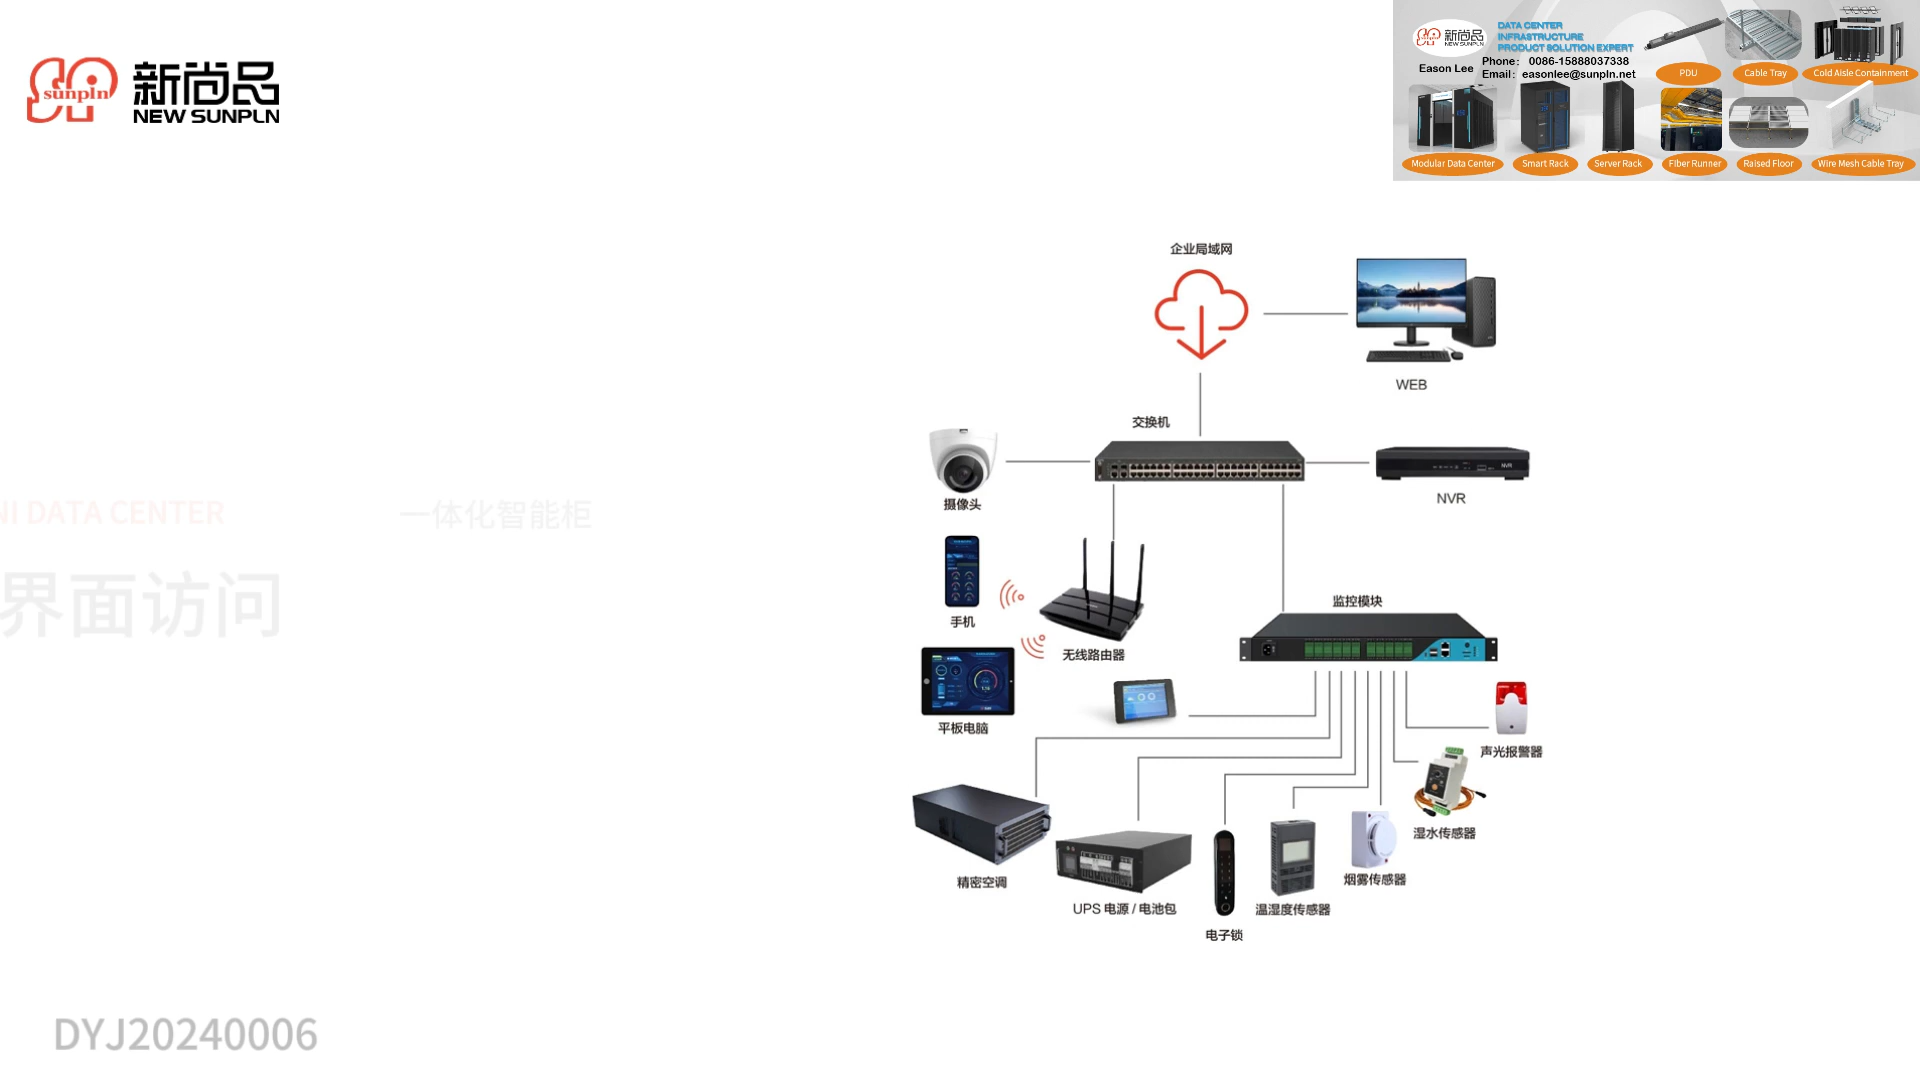 sunpin
新尚品
NEW SUNPLN
新尚品
NEW SUNPLN
DATA CENTER
INFRASTRUCTURE
PRODUCT SOLUTION EXPERT
Eason Lee
Phone: 0086-15888037338
Email: easonlee@sunpln.net
PDU
Cable Tray
Cold Aisle Containment
Modular Data Center
Smart Rack
Server Rack
Fiber Runner
Raised Floor
Wire Mesh Cable Tray
企业局域网
WEB
交换机
摄像头
NVR
NVR
NI DATA CENTER
一体化智能柜
界面访问
手机
监控模块
无线路由器
平板电脑
声光报警器
湿水传感器
精密空调
烟雾传感器
UPS 电源 / 电池包
温湿度传感器
电子锁
DYJ20240006